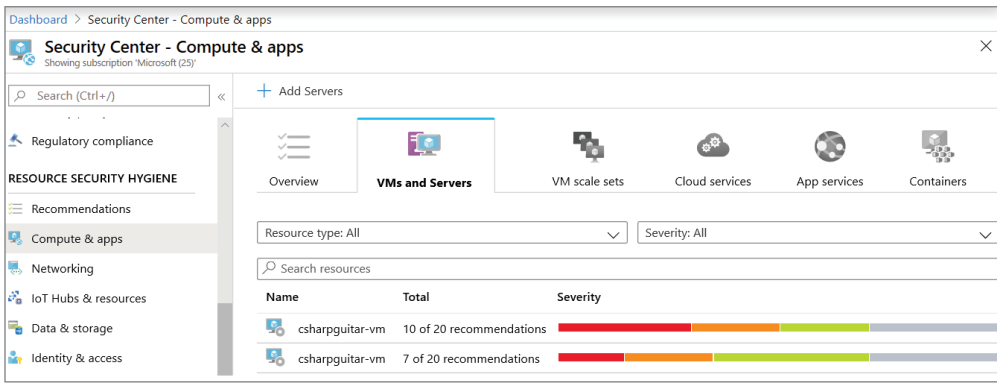 Dashboard > Security Center - Compute & apps
Security Center - Compute & apps
Showing subscription 'Microsoft (25)'
Search (Ctrl+/)
«
+ Add Servers
Regulatory compliance
RESOURCE SECURITY HYGIENE
Recommendations
Compute & apps
Networking
IoT Hubs & resources
Data & storage
Identity & access
Overview
VMs and Servers
VM scale sets
Cloud services
App services
Containers
Resource type: All
Severity: All
Search resources
Name Total Severity
csharpguitar-vm 10 of 20 recommendations
csharpguitar-vm 7 of 20 recommendations